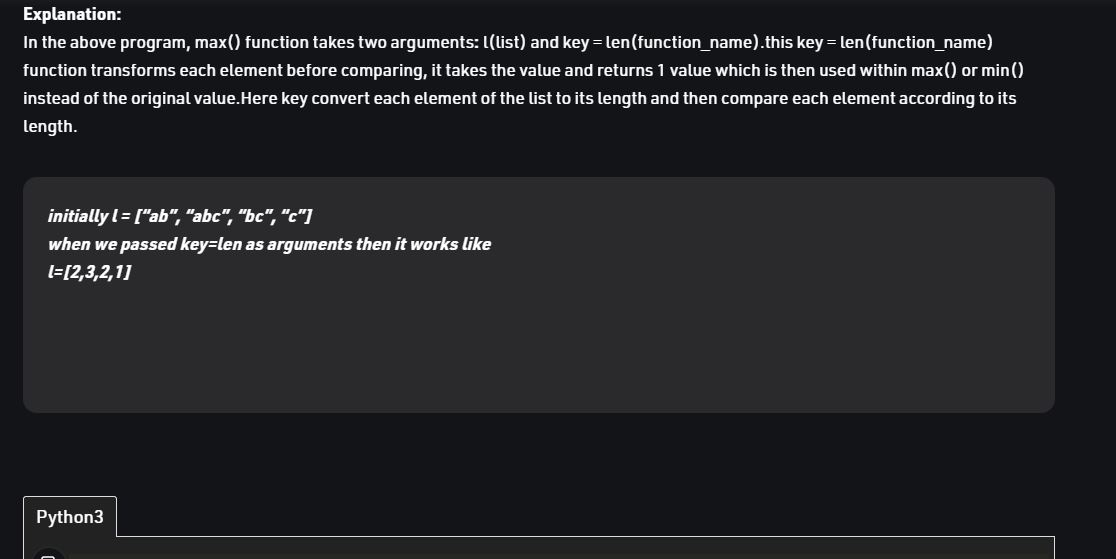 Explanation:
In the above program, max() function takes two arguments: l(list) and key = len(function_name).this key = len(function_name)
function transforms each element before comparing, it takes the value and returns 1 value which is then used within max() or min()
instead of the original value.Here key convert each element of the list to its length and then compare each element according to its
length.
initially l = [“ab”, “abc”, “bc”, “c”]
when we passed key=len as arguments then it works like
l=[2,3,2,1]
Python3